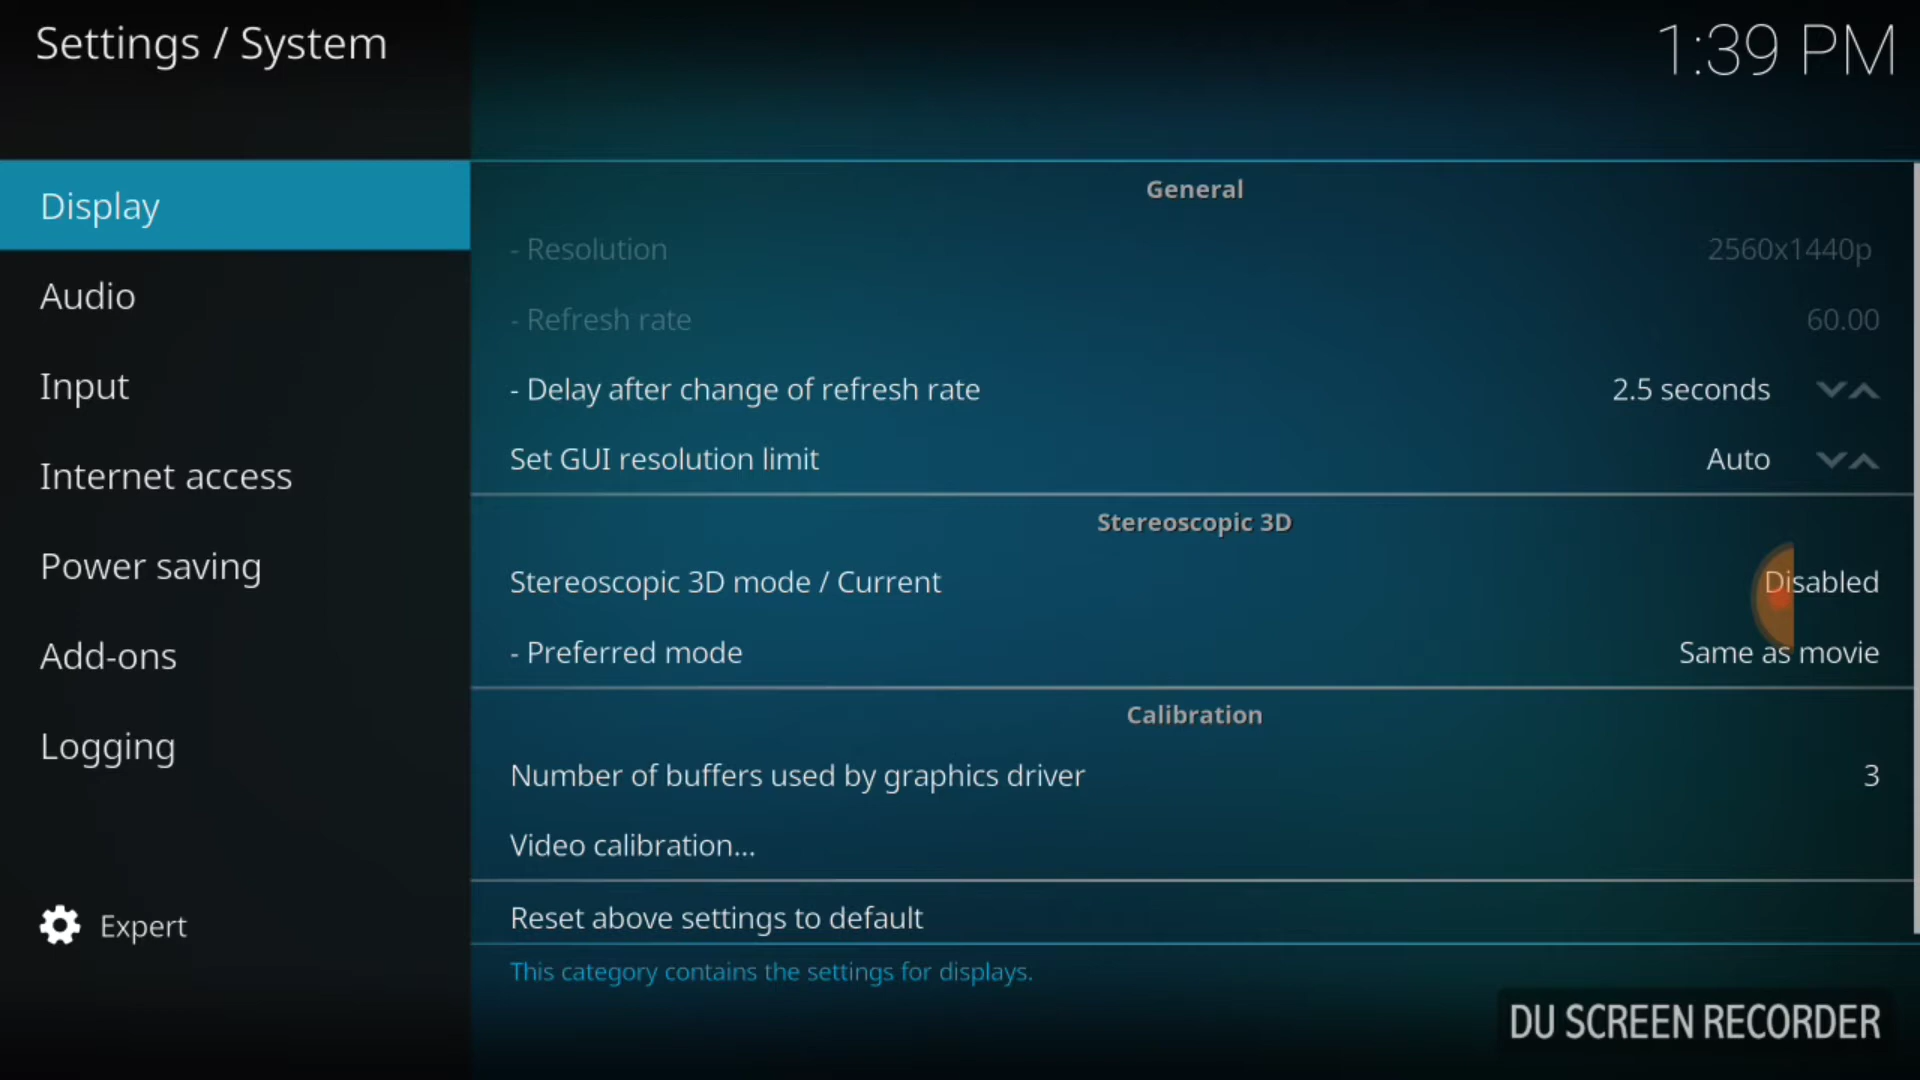 Settings / System
1:39 PM
Display
Audio
Input
Internet access
Power saving
Add-ons
Logging
Expert
General
- Resolution 2560x1440p
- Refresh rate 60.00
- Delay after change of refresh rate 2.5 seconds
Set GUI resolution limit Auto
Stereoscopic 3D
Stereoscopic 3D mode / Current Disabled
- Preferred mode Same as movie
Calibration
Number of buffers used by graphics driver 3
Video calibration...
Reset above settings to default
This category contains the settings for displays.
DU SCREEN RECORDER